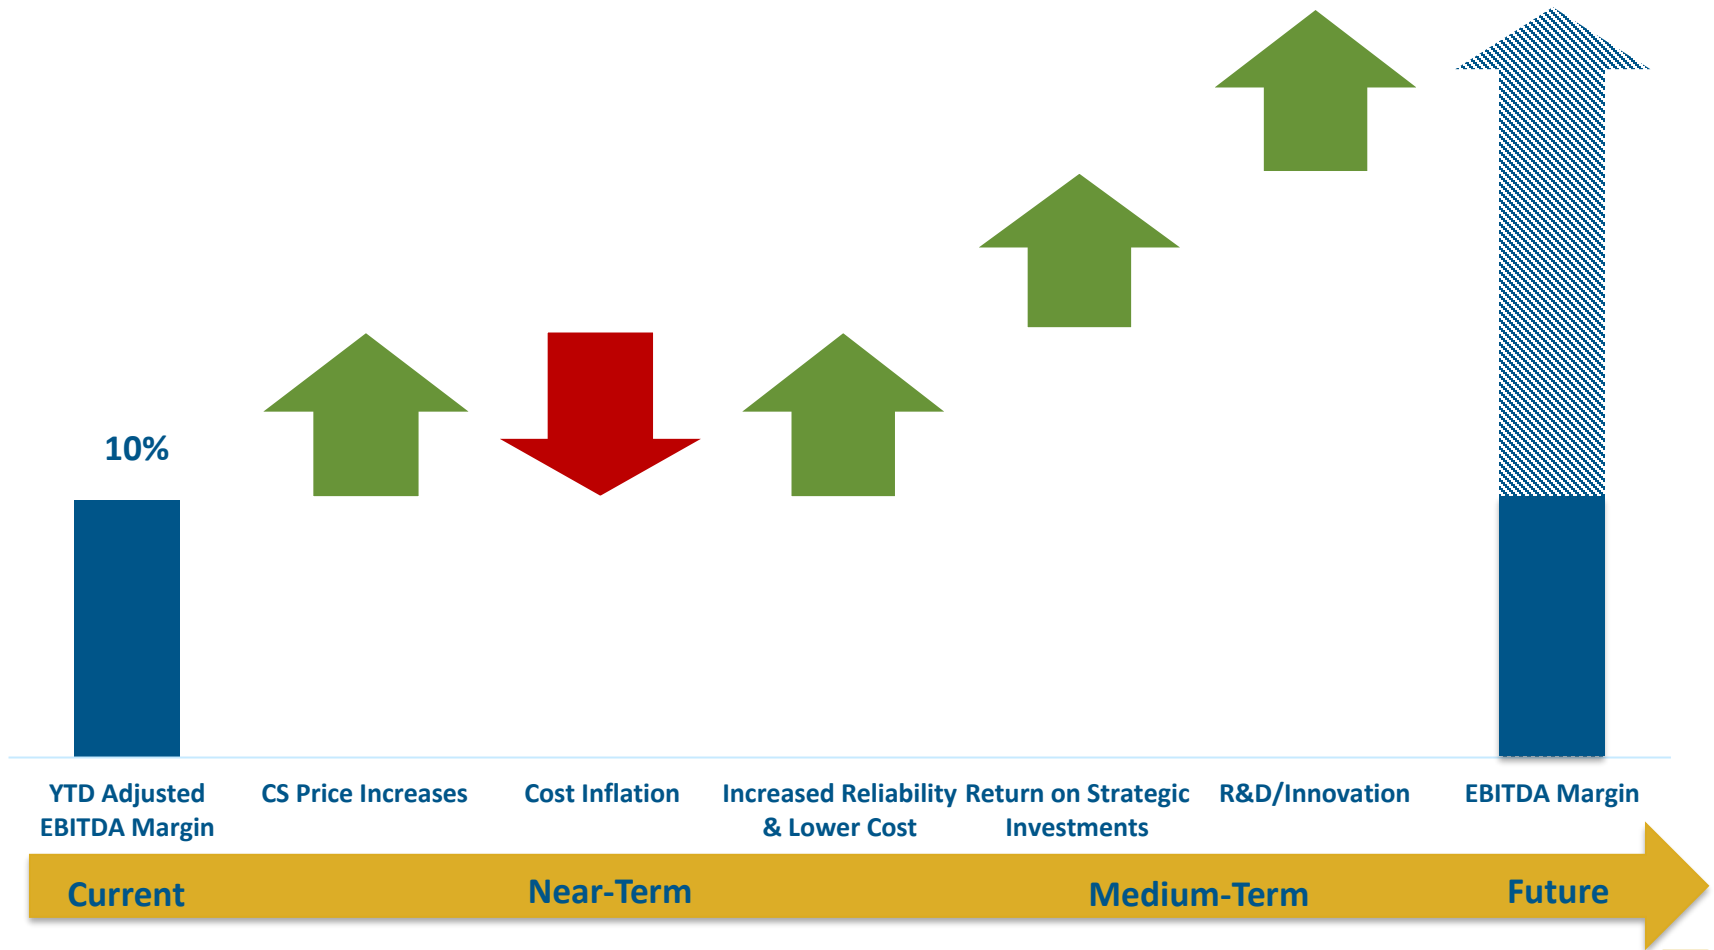 10%
YTD Adjusted
EBITDA Margin
CS Price Increases
Cost Inflation
Increased Reliability
& Lower Cost
Return on Strategic
Investments
R&D/Innovation
EBITDA Margin
Current
Near-Term
Medium-Term
Future